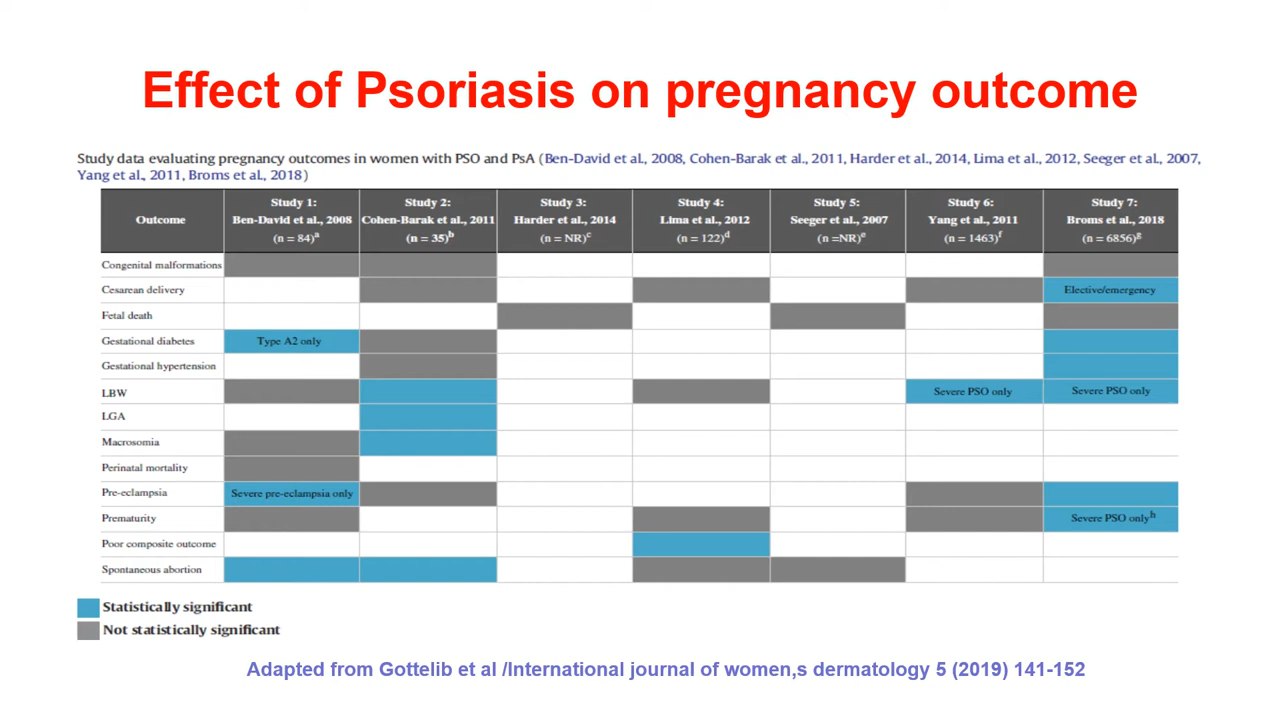 Effect of Psoriasis on pregnancy outcome
Study data evaluating pregnancy outcomes in women with PSO and PsA (Ben-David et al., 2008, Cohen-Barak et al., 2011, Harder et al., 2014, Lima et al., 2012, Seeger et al., 2007,
Yang et al., 2011, Broms et al., 2018)
Outcome
Study 1:
Ben-David et al., 2008
(n = 84)a
Study 2:
Cohen-Barak et al., 2011
(n = 35)b
Study 3:
Harder et al., 2014
(n = NR)c
Study 4:
Lima et al., 2012
(n = 122)d
Study 5:
Seeger et al., 2007
(n =NR)e
Study 6:
Yang et al., 2011
(n = 1463)f
Study 7:
Broms et al., 2018
(n = 6856)g
Congenital malformations
Cesarean delivery
Elective/emergency
Fetal death
Gestational diabetes
Type A2 only
Gestational hypertension
LBW
Severe PSO only
Severe PSO only
LGA
Macrosomia
Perinatal mortality
Pre-eclampsia
Severe pre-eclampsia only
Prematurity
Severe PSO onlyh
Poor composite outcome
Spontaneous abortion
Statistically significant
Not statistically significant
Adapted from Gottelib et al /International journal of women,s dermatology 5 (2019) 141-152